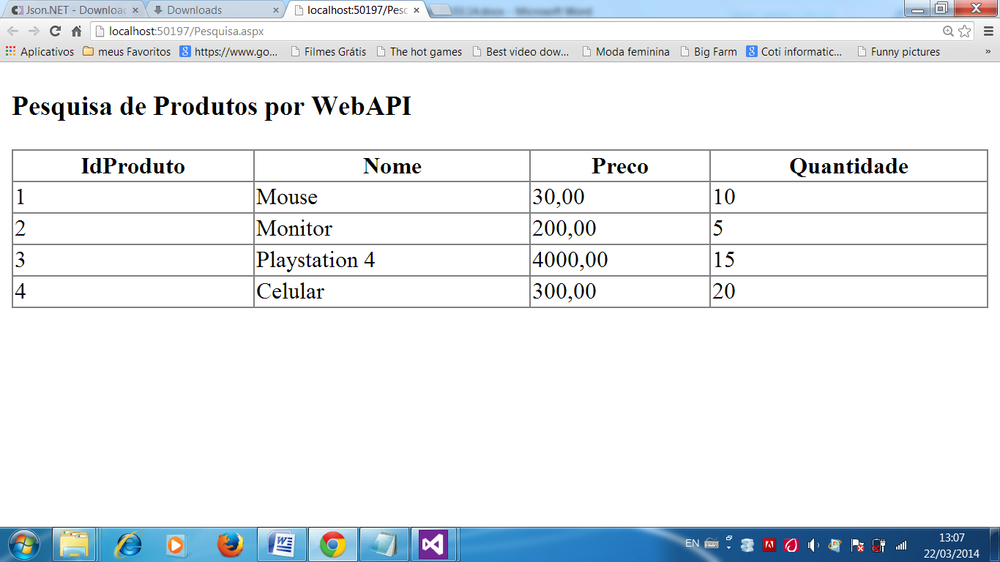 Json.NET - Downloac
Downloads
localhost:50197/Pesc
Microsoft Word
localhost:50197/Pesquisa.aspx
Aplicativos
meus Favoritos
https://www.go...
Filmes Grátis
The hot games
Best video dow...
Moda feminina
Big Farm
Coti informatic...
Funny pictures
»
Pesquisa de Produtos por WebAPI
IdProduto Nome Preco Quantidade
1 Mouse 30,00 10
2 Monitor 200,00 5
3 Playstation 4 4000,00 15
4 Celular 300,00 20
EN
13:07
22/03/2014